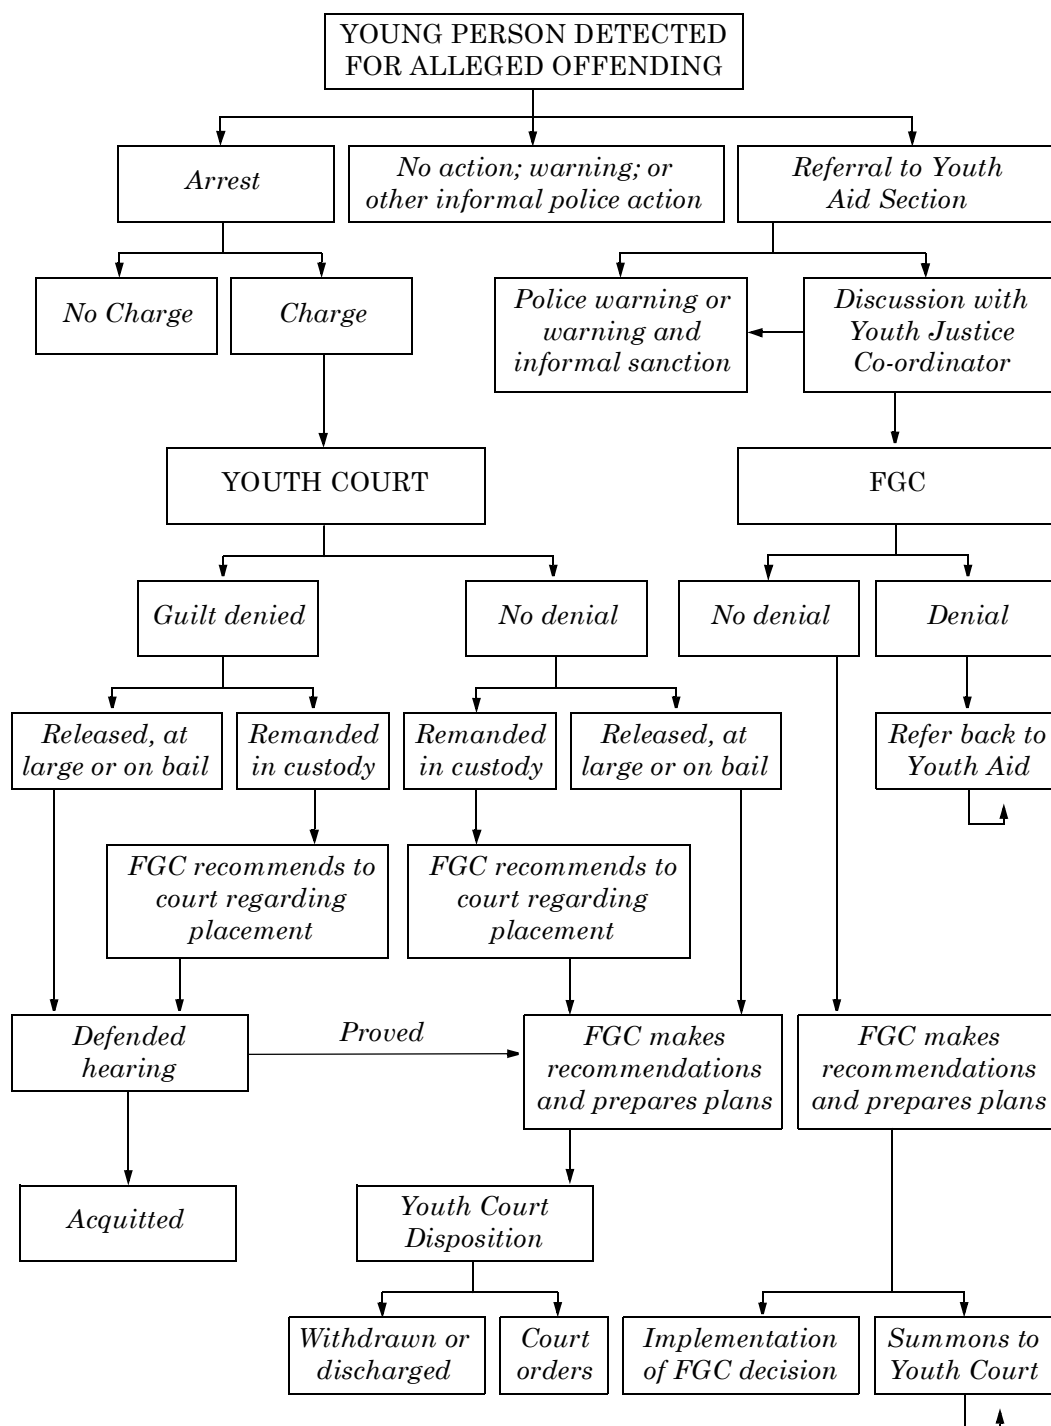 YOUNG PERSON DETECTED
FOR ALLEGED OFFENDING
Arrest
No action; warning; or
other informal police action
Referral to Youth
Aid Section
No Charge
Charge
Police warning or
warning and
informal sanction
Discussion with
Youth Justice
Co-ordinator
YOUTH COURT
FGC
Guilt denied
No denial
No denial
Denial
Released, at
large or on bail
Remanded
in custody
Remanded
in custody
Released, at
large or on bail
Refer back to
Youth Aid
FGC recommends to
court regarding
placement
FGC recommends to
court regarding
placement
Defended
hearing
Proved
FGC makes
recommendations
and prepares plans
FGC makes
recommendations
and prepares plans
Acquitted
Youth Court
Disposition
Withdrawn or
discharged
Court
orders
Implementation
of FGC decision
Summons to
Youth Court